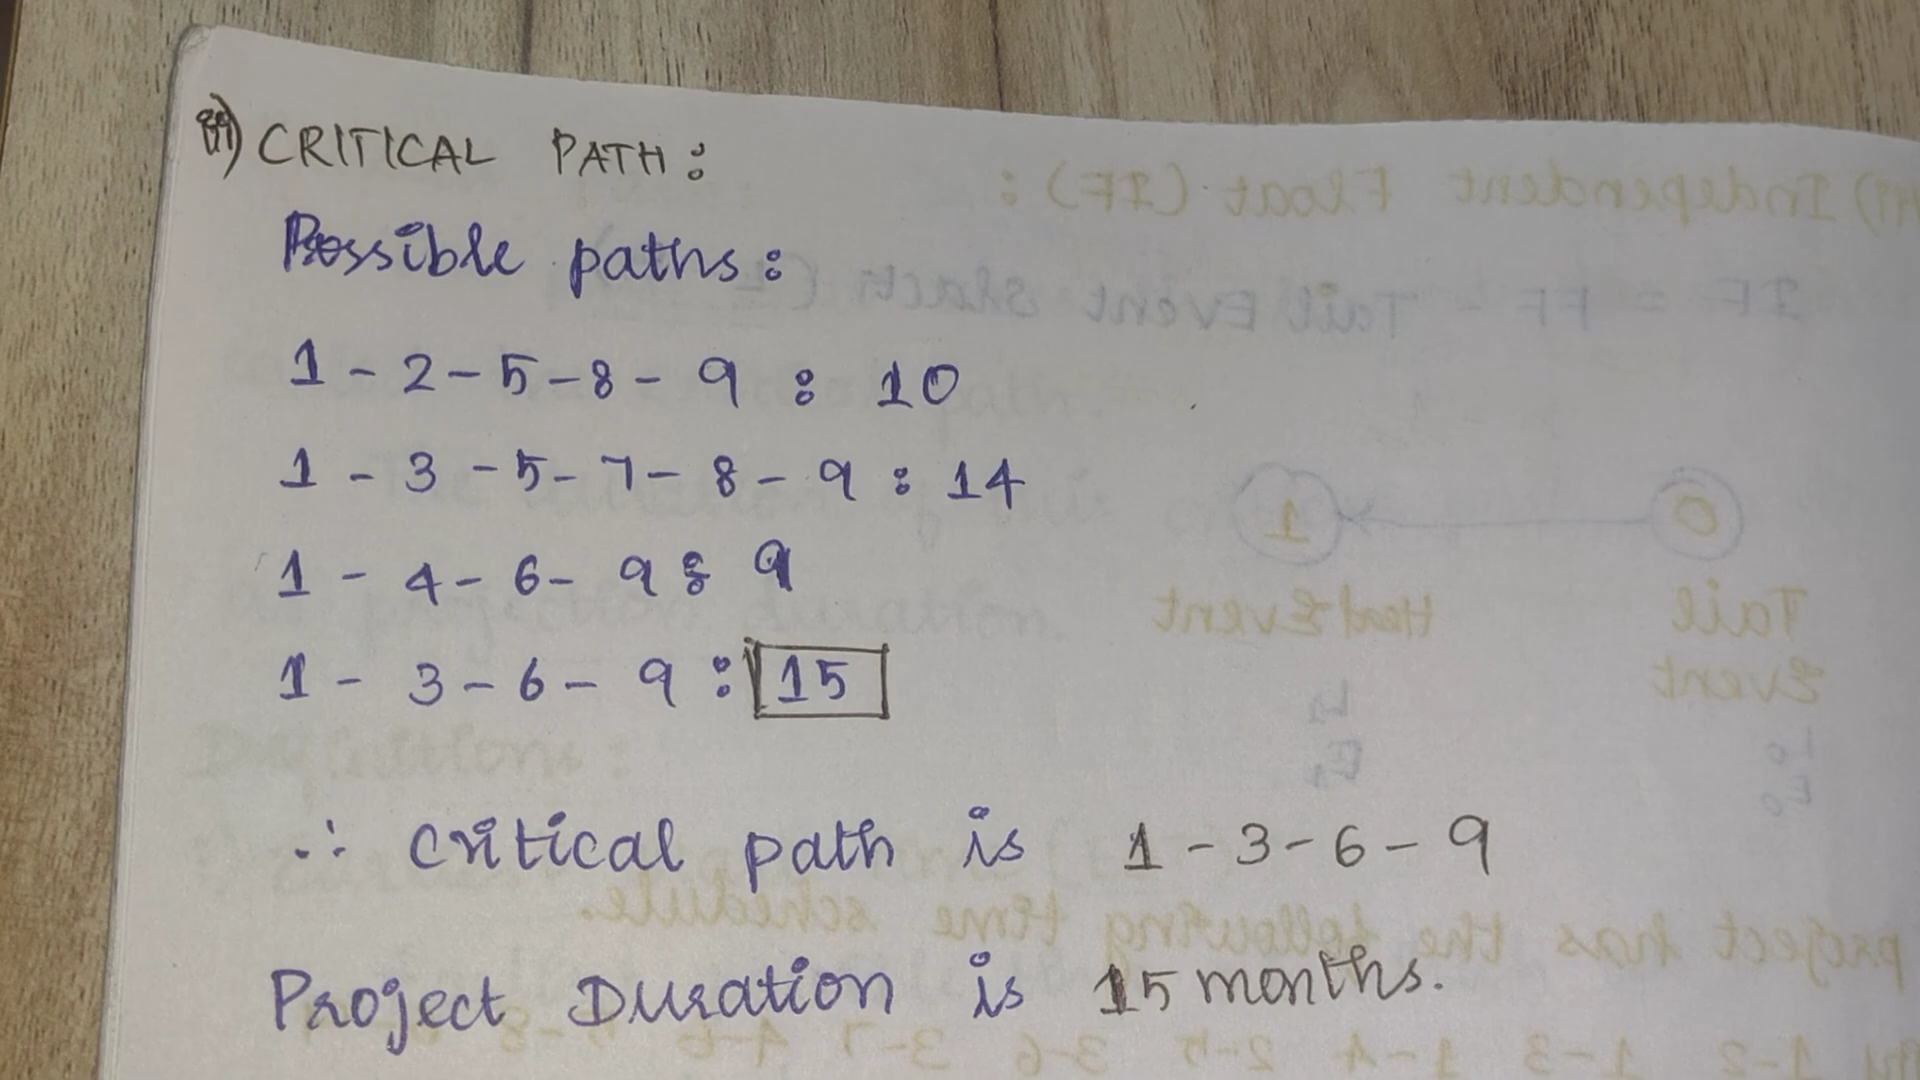 iii) CRITICAL PATH:
Possible paths:
1 - 2 - 5 - 8 - 9 : 10
1 - 3 - 5 - 7 - 8 - 9 : 14
1 - 4 - 6 - 9 : 9
1 - 3 - 6 - 9 : 15
∴ Critical path is 1 - 3 - 6 - 9
Project Duration is 15 months.